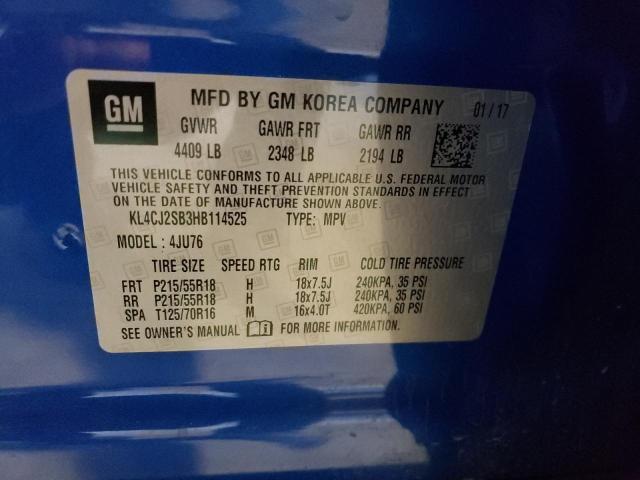 GM
MFD BY GM KOREA COMPANY 01/17
GVWR GAWR FRT GAWR RR
4409 LB 2348 LB 2194 LB
THIS VEHICLE CONFORMS TO ALL APPLICABLE U.S. FEDERAL MOTOR
VEHICLE SAFETY AND THEFT PREVENTION STANDARDS IN EFFECT
ON THE DATE OF MANUFACTURE SHOWN ABOVE.
KL4CJ2SB3HB114525 TYPE: MPV
MODEL : 4JU76
TIRE SIZE SPEED RTG RIM COLD TIRE PRESSURE
FRT P215/55R18 H 18x7.5J 240KPA, 35 PSI
RR P215/55R18 H 18x7.5J 240KPA, 35 PSI
SPA T125/70R16 M 16x4.0T 420KPA, 60 PSI
SEE OWNER'S MANUAL FOR MORE INFORMATION.